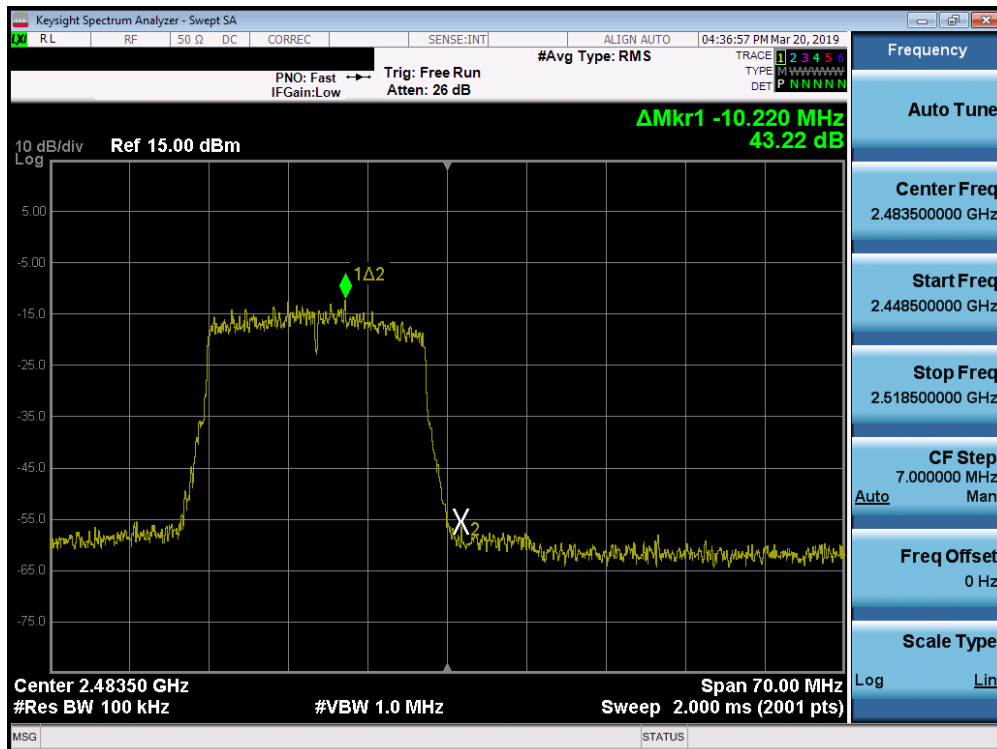 Keysight Spectrum Analyzer - Swept SA
LXI RL RF 50 Ω DC CORREC SENSE:INT ALIGN AUTO 04:36:57 PM Mar 20, 2019
#Avg Type: RMS TRACE 1 2 3 4 5 6
PNO: Fast Trig: Free Run TYPE M WWWWW
IFGain:Low Atten: 26 dB DET P N N N N N
ΔMkr1 -10.220 MHz
43.22 dB
10 dB/div Ref 15.00 dBm
Log
5.00
-5.00
1Δ2
-15.0
-25.0
-35.0
-45.0
-55.0
X2
-65.0
-75.0
Center 2.48350 GHz Span 70.00 MHz
#Res BW 100 kHz #VBW 1.0 MHz Sweep 2.000 ms (2001 pts)
MSG STATUS
Frequency
Auto Tune
Center Freq
2.483500000 GHz
Start Freq
2.448500000 GHz
Stop Freq
2.518500000 GHz
CF Step
7.000000 MHz
Auto Man
Freq Offset
0 Hz
Scale Type
Log Lin